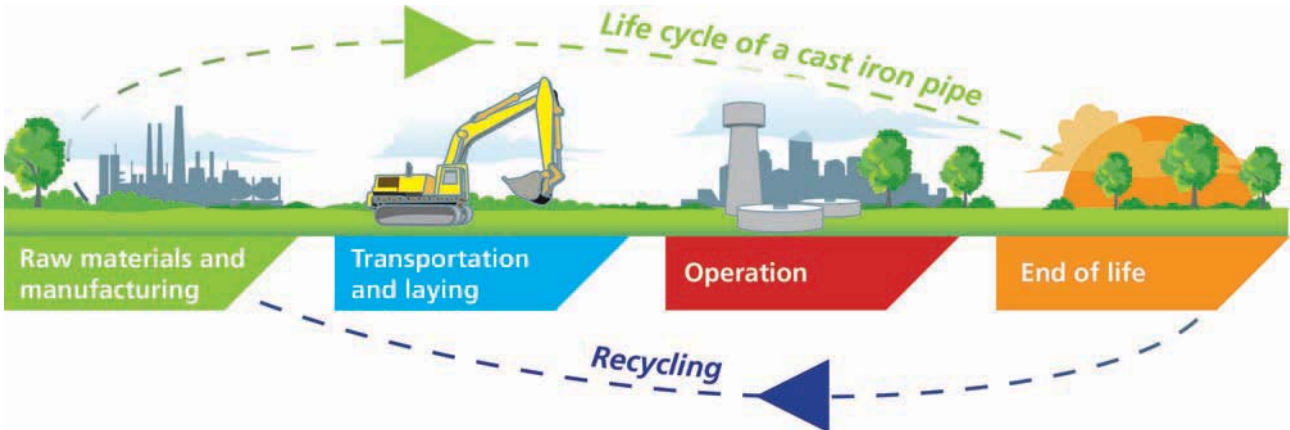 Life cycle of a cast iron pipe
Raw materials and
manufacturing
Transportation
and laying
Operation
End of life
Recycling